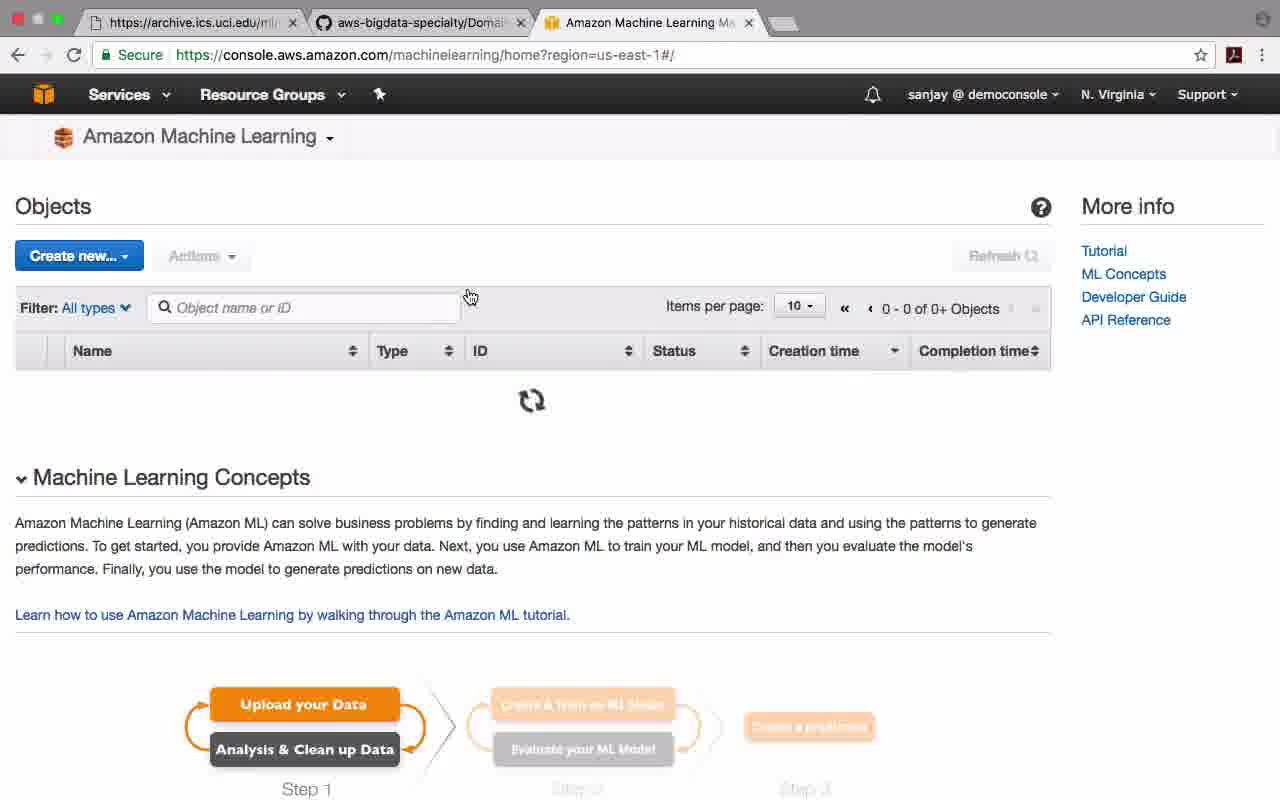 https://archive.ics.uci.edu/ml
aws-bigdata-specialty/Domain
Amazon Machine Learning Ma
Secure https://console.aws.amazon.com/machinelearning/home?region=us-east-1#/
Services Resource Groups sanjay @ democonsole N. Virginia Support
Amazon Machine Learning
Objects
More info
Create new... Actions Refresh
Tutorial
ML Concepts
Developer Guide
API Reference
Filter: All types Object name or ID Items per page: 10 « ‹ 0 - 0 of 0+ Objects › »
Name Type ID Status Creation time Completion time
Machine Learning Concepts
Amazon Machine Learning (Amazon ML) can solve business problems by finding and learning the patterns in your historical data and using the patterns to generate
predictions. To get started, you provide Amazon ML with your data. Next, you use Amazon ML to train your ML model, and then you evaluate the model's
performance. Finally, you use the model to generate predictions on new data.
Learn how to use Amazon Machine Learning by walking through the Amazon ML tutorial.
Upload your Data
Create & train an ML Model
Create a prediction
Analysis & Clean up Data
Evaluate your ML Model
Step 1
Step 2
Step 3